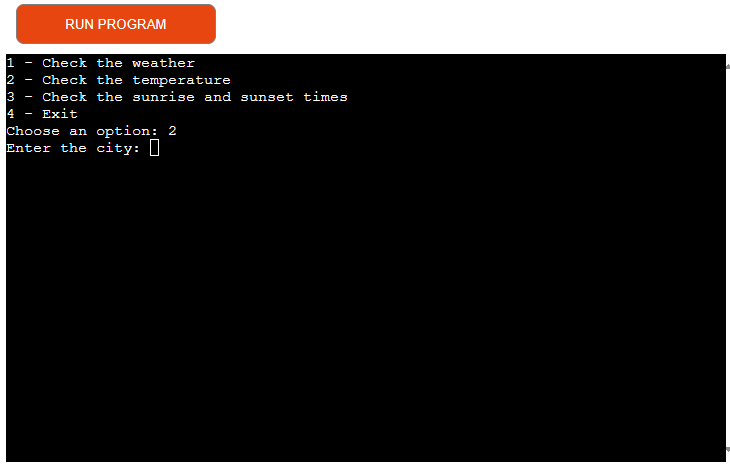 RUN PROGRAM
1 - Check the weather
2 - Check the temperature
3 - Check the sunrise and sunset times
4 - Exit
Choose an option: 2
Enter the city: